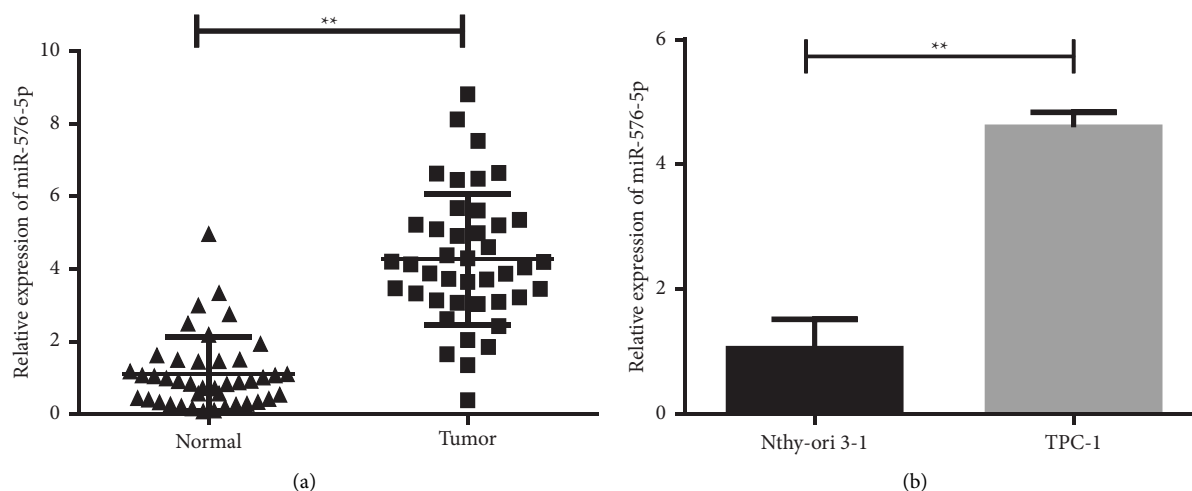 **
10
8
6
4
2
0
Relative expression of miR-576-5p
Normal
Tumor
(a)
**
6
4
2
0
Relative expression of miR-576-5p
Nthy-ori 3-1
TPC-1
(b)